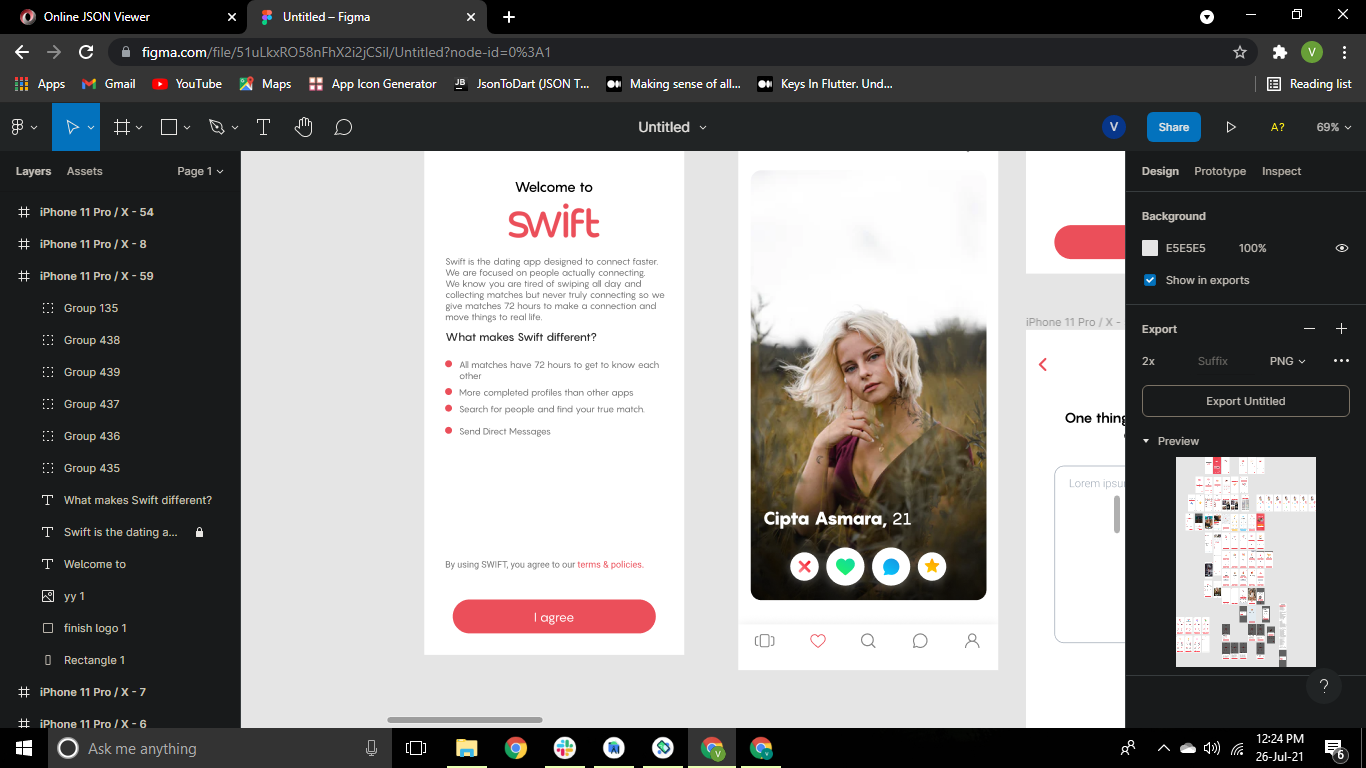 Online JSON Viewer
Untitled – Figma
figma.com/file/51uLkxRO58nFhX2i2jCSil/Untitled?node-id=0%3A1
V
Apps
Gmail
YouTube
Maps
App Icon Generator
JB
JsonToDart (JSON T...
Making sense of all...
Keys In Flutter. Und...
Reading list
Untitled
V
Share
A?
69%
Layers
Assets
Page 1
iPhone 11 Pro / X - 54
iPhone 11 Pro / X - 8
iPhone 11 Pro / X - 59
Group 135
Group 438
Group 439
Group 437
Group 436
Group 435
What makes Swift different?
Swift is the dating a...
Welcome to
yy 1
finish logo 1
Rectangle 1
iPhone 11 Pro / X - 7
iPhone 11 Pro / X - 6
Welcome to
swift
Swift is the dating app designed to connect faster.
We are focused on people actually connecting.
We know you are tired of swiping all day and
collecting matches but never truly connecting so we
give matches 72 hours to make a connection and
move things to real life.
What makes Swift different?
All matches have 72 hours to get to know each
other
More completed profiles than other apps
Search for people and find your true match.
Send Direct Messages
By using SWIFT, you agree to our terms & policies.
I agree
Cipta Asmara, 21
iPhone 11 Pro / X -
One thing
Lorem ipsu
Design
Prototype
Inspect
Background
E5E5E5
100%
Show in exports
Export
2x
Suffix
PNG
Export Untitled
Preview
?
Ask me anything
V
12:24 PM
26-Jul-21
6